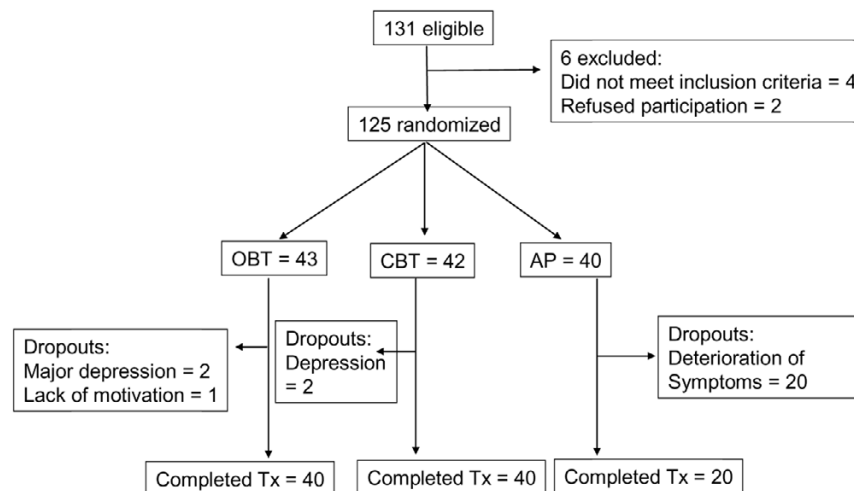 131 eligible
6 excluded:
Did not meet inclusion criteria = 4
Refused participation = 2
125 randomized
OBT = 43
CBT = 42
AP = 40
Dropouts:
Major depression = 2
Lack of motivation = 1
Dropouts:
Depression
= 2
Dropouts:
Deterioration of
Symptoms = 20
Completed Tx = 40
Completed Tx = 40
Completed Tx = 20